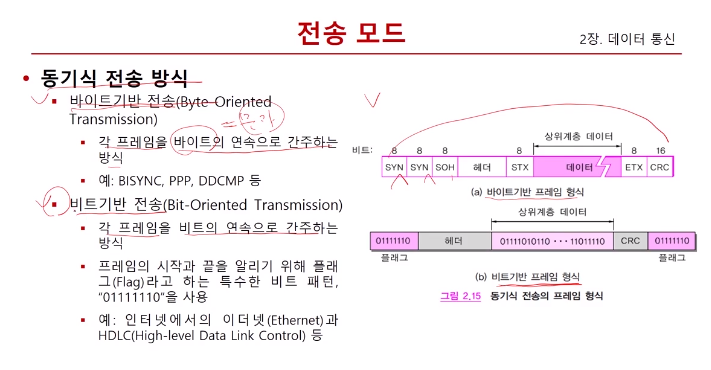 전송 모드
2장. 데이터 통신
• 동기식 전송 방식
▪ 바이트기반 전송(Byte-Oriented
Transmission)
= 문자
▪ 각 프레임을 바이트의 연속으로 간주하는
방식
▪ 예: BISYNC, PPP, DDCMP 등
▪ 비트기반 전송(Bit-Oriented Transmission)
▪ 각 프레임을 비트의 연속으로 간주하는
방식
▪ 프레임의 시작과 끝을 알리기 위해 플래
그(Flag)라고 하는 특수한 비트 패턴,
"01111110"을 사용
▪ 예: 인터넷에서의 이더넷(Ethernet)과
HDLC(High-level Data Link Control) 등
상위계층 데이터
비트: 8 8 8 8 8 16
SYN SYN SOH 헤더 STX 데이터 ETX CRC
(a) 바이트기반 프레임 형식
상위계층 데이터
01111110 헤더 01111010110 ··· 11011110 CRC 01111110
플래그 플래그
(b) 비트기반 프레임 형식
그림 2.15 동기식 전송의 프레임 형식